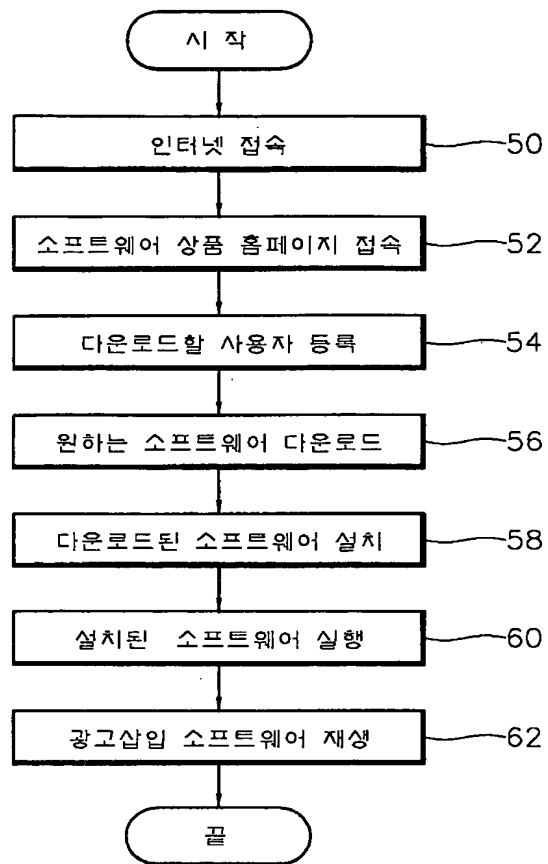 시 작
인터넷 접속 50
소프트웨어 상품 홈페이지 접속 52
다운로드할 사용자 등록 54
원하는 소프트웨어 다운로드 56
다운로드된 소프트웨어 설치 58
설치된 소프트웨어 실행 60
광고삽입 소프트웨어 재생 62
끝